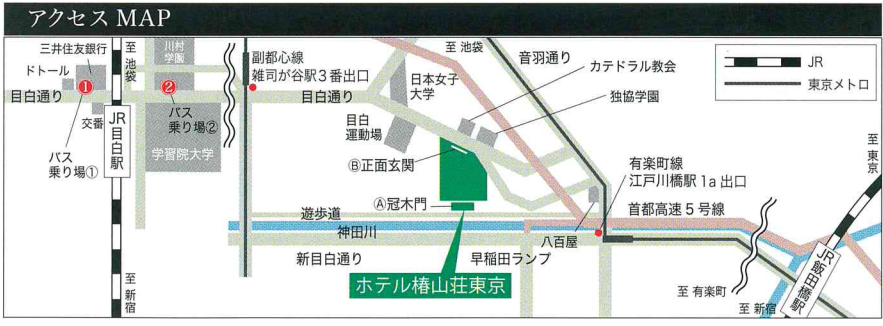 アクセス MAP
三井住友銀行
ドトール
至 池袋
川村
学園
①
②
目白通り
交番
バス
乗り場①
JR目白駅
バス
乗り場②
学習院大学
至 新宿
副都心線
雑司が谷駅3番出口
目白通り
至 池袋
音羽通り
日本女子
大学
カテドラル教会
独協学園
目白
運動場
Ⓑ正面玄関
Ⓐ冠木門
遊歩道
神田川
新目白通り
早稲田ランプ
ホテル椿山荘東京
八百屋
有楽町線
江戸川橋駅 1a 出口
首都高速 5 号線
至 有楽町
至 新宿
JR飯田橋駅
至 東京
JR
東京メトロ